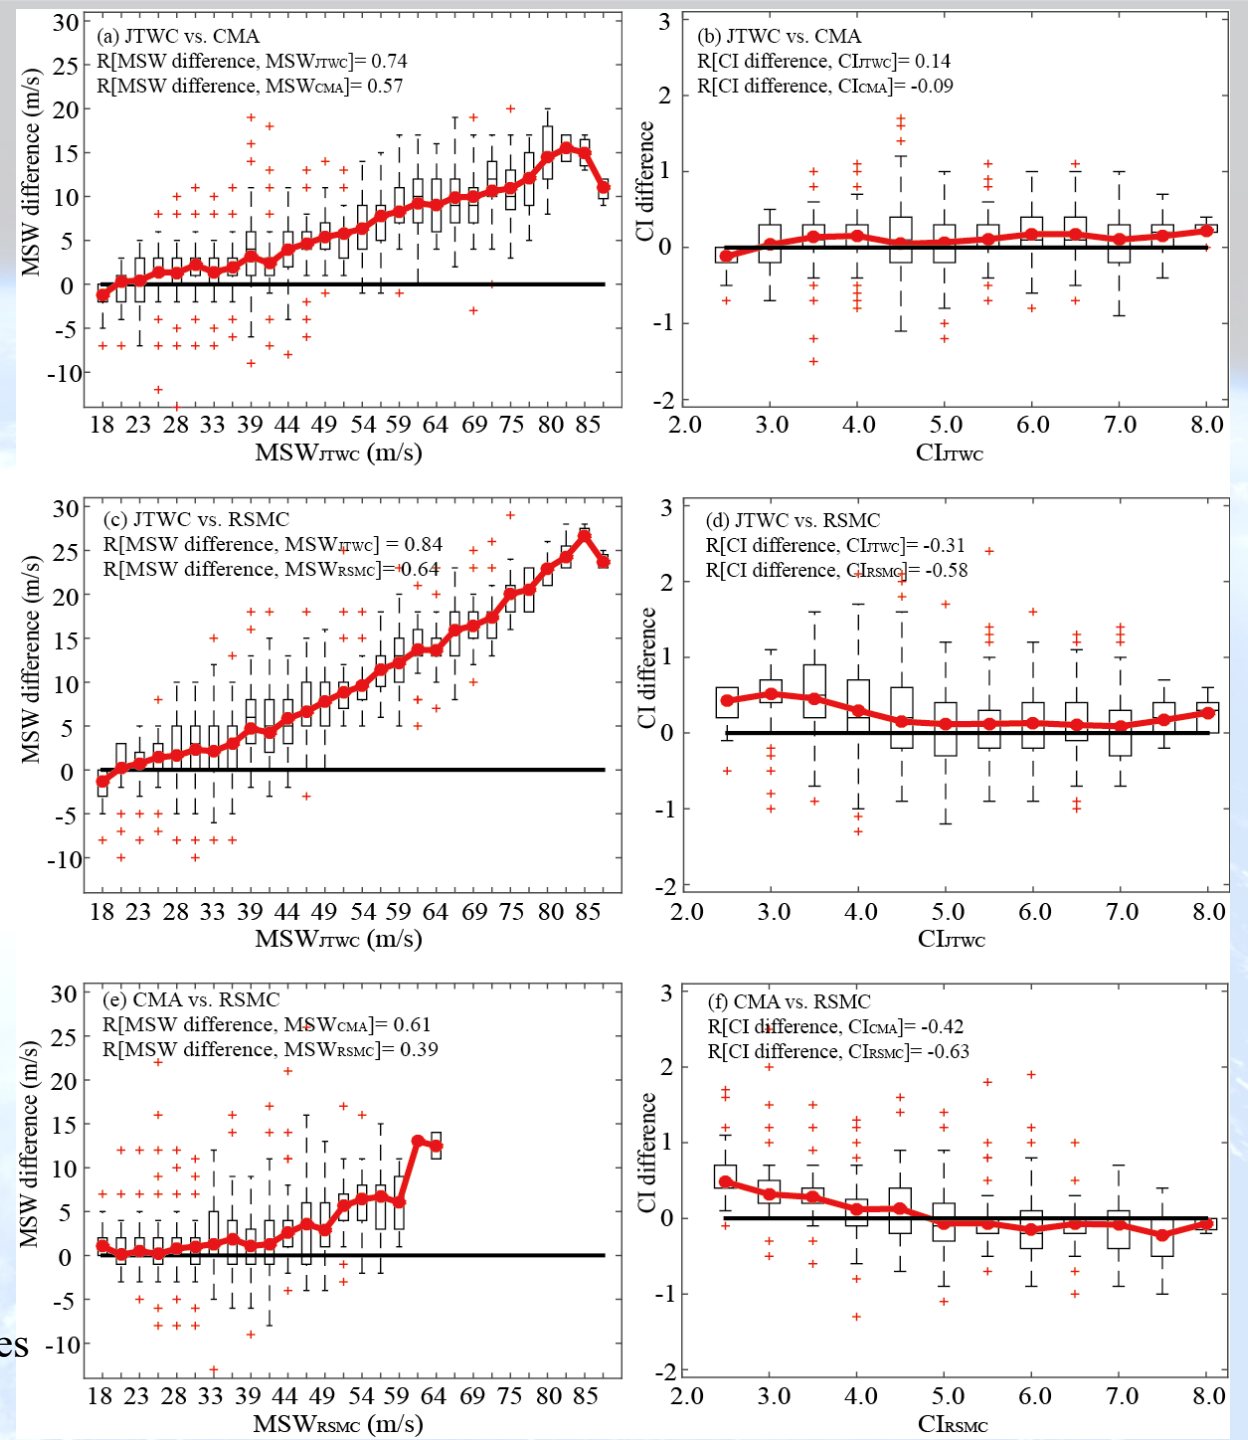 (a) JTWC vs. CMA
R[MSW difference, MSWJTWC]= 0.74
R[MSW difference, MSWCMA]= 0.57
MSW difference (m/s)
30
25
20
15
10
5
0
-5
-10
18 23 28 33 39 44 49 54 59 64 69 75 80 85
MSWJTWC (m/s)
(b) JTWC vs. CMA
R[CI difference, CIJTWC]= 0.14
R[CI difference, CICMA]= -0.09
CI difference
3
2
1
0
-1
-2
2.0 3.0 4.0 5.0 6.0 7.0 8.0
CIJTWC
(c) JTWC vs. RSMC
R[MSW difference, MSWJTWC] = 0.84
R[MSW difference, MSWRSMC]= 0.64
MSW difference (m/s)
30
25
20
15
10
5
0
-5
-10
18 23 28 33 39 44 49 54 59 64 69 75 80 85
MSWJTWC (m/s)
(d) JTWC vs. RSMC
R[CI difference, CIJTWC]= -0.31
R[CI difference, CIRSMC]= -0.58
CI difference
3
2
1
0
-1
-2
2.0 3.0 4.0 5.0 6.0 7.0 8.0
CIJTWC
(e) CMA vs. RSMC
R[MSW difference, MSWCMA]= 0.61
R[MSW difference, MSWRSMC]= 0.39
MSW difference (m/s)
30
25
20
15
10
5
0
-5
-10
18 23 28 33 39 44 49 54 59 64 69 75 80 85
MSWRSMC (m/s)
(f) CMA vs. RSMC
R[CI difference, CICMA]= -0.42
R[CI difference, CIRSMC]= -0.63
CI difference
3
2
1
0
-1
-2
2.0 3.0 4.0 5.0 6.0 7.0 8.0
CIRSMC
es